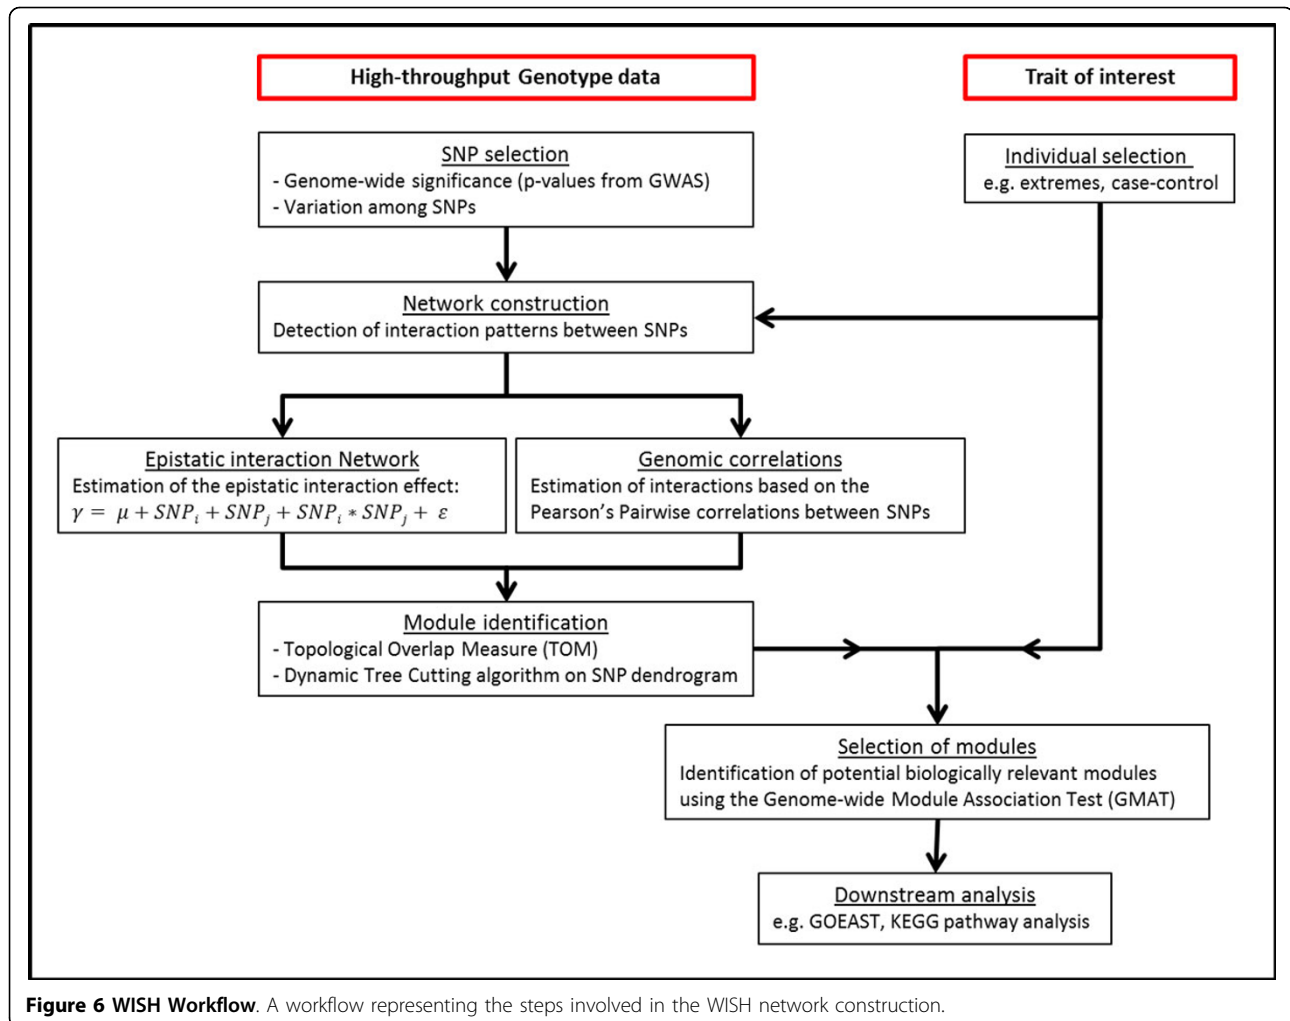 High-throughput Genotype data
Trait of interest
SNP selection
- Genome-wide significance (p-values from GWAS)
- Variation among SNPs
Individual selection
e.g. extremes, case-control
Network construction
Detection of interaction patterns between SNPs
Epistatic interaction Network
Estimation of the epistatic interaction effect:
γ = μ + SNPᵢ + SNPⱼ + SNPᵢ * SNPⱼ + ε
Genomic correlations
Estimation of interactions based on the
Pearson's Pairwise correlations between SNPs
Module identification
- Topological Overlap Measure (TOM)
- Dynamic Tree Cutting algorithm on SNP dendrogram
Selection of modules
Identification of potential biologically relevant modules
using the Genome-wide Module Association Test (GMAT)
Downstream analysis
e.g. GOEAST, KEGG pathway analysis
Figure 6 WISH Workflow. A workflow representing the steps involved in the WISH network construction.